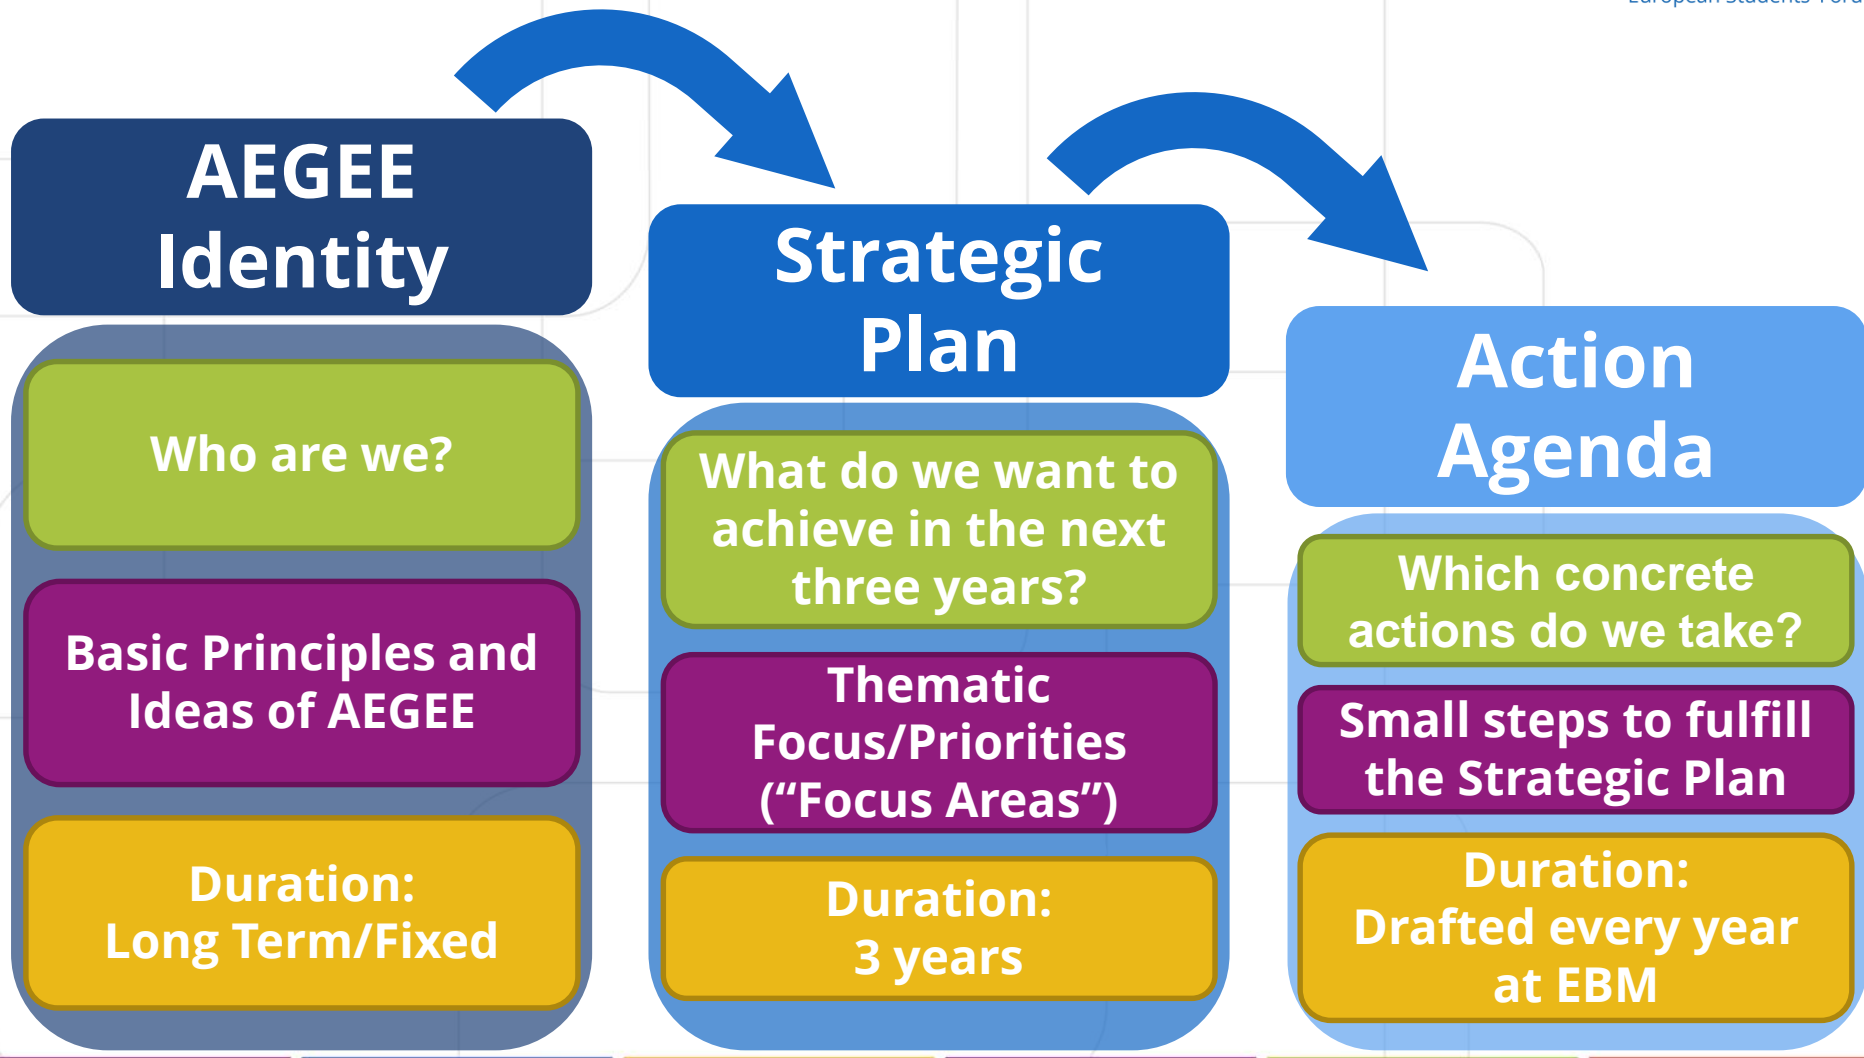 European Students' Foru
AEGEE
Identity
Who are we?
Basic Principles and
Ideas of AEGEE
Duration:
Long Term/Fixed
Strategic
Plan
What do we want to
achieve in the next
three years?
Thematic
Focus/Priorities
(“Focus Areas”)
Duration:
3 years
Action
Agenda
Which concrete
actions do we take?
Small steps to fulfill
the Strategic Plan
Duration:
Drafted every year
at EBM